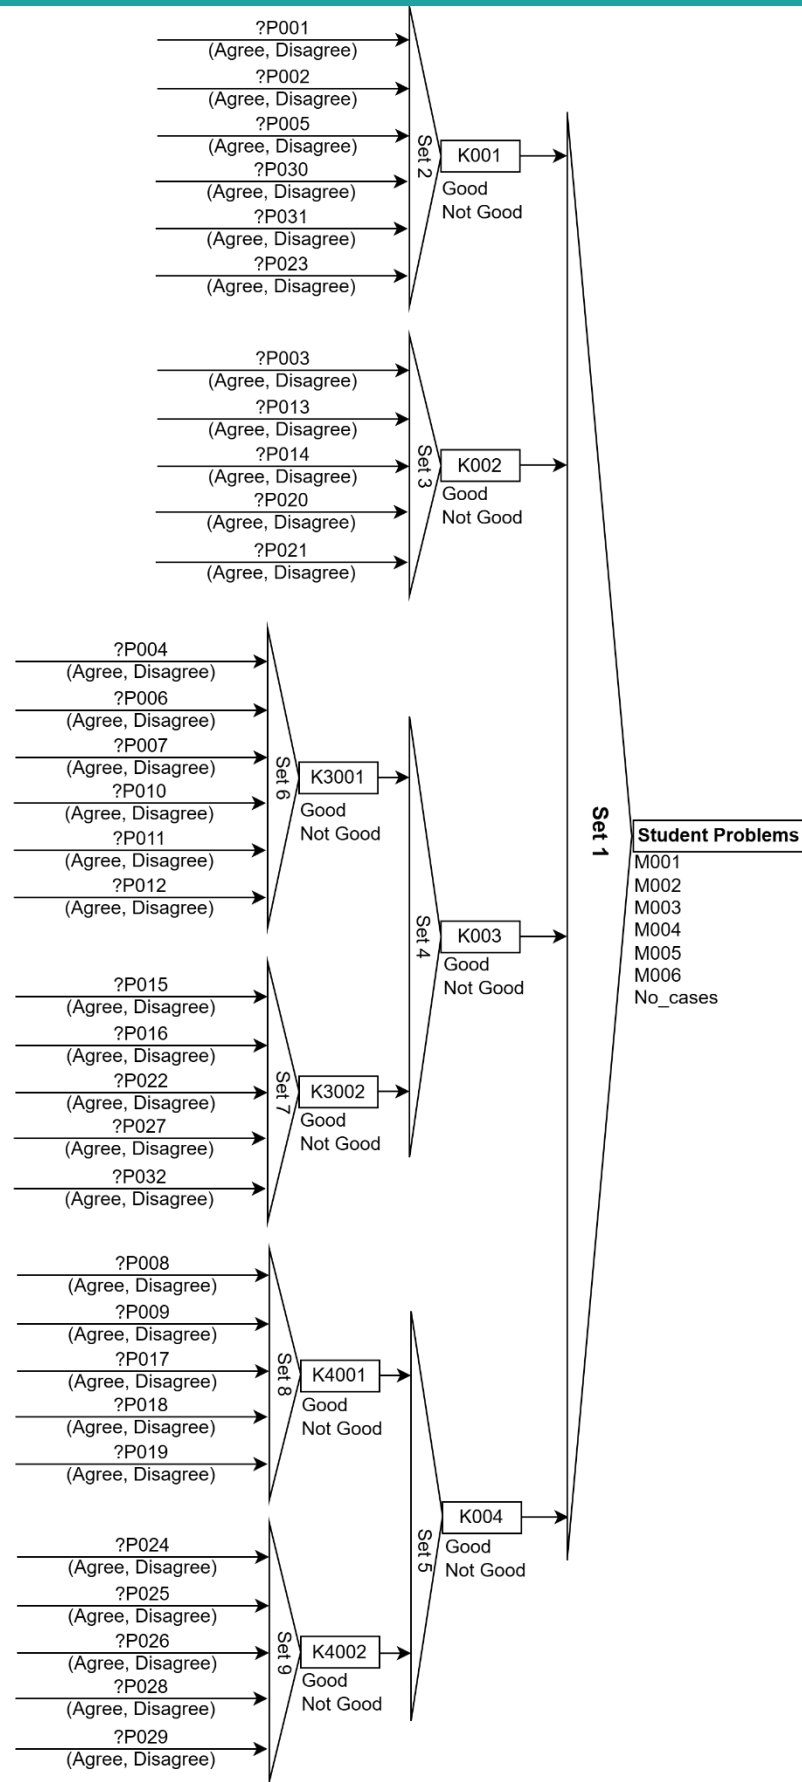 ?P001
(Agree, Disagree)
?P002
(Agree, Disagree)
?P005
(Agree, Disagree)
?P030
(Agree, Disagree)
?P031
(Agree, Disagree)
?P023
(Agree, Disagree)
Set 2
K001
Good
Not Good
?P003
(Agree, Disagree)
?P013
(Agree, Disagree)
?P014
(Agree, Disagree)
?P020
(Agree, Disagree)
?P021
(Agree, Disagree)
Set 3
K002
Good
Not Good
?P004
(Agree, Disagree)
?P006
(Agree, Disagree)
?P007
(Agree, Disagree)
?P010
(Agree, Disagree)
?P011
(Agree, Disagree)
?P012
(Agree, Disagree)
Set 6
K3001
Good
Not Good
?P015
(Agree, Disagree)
?P016
(Agree, Disagree)
?P022
(Agree, Disagree)
?P027
(Agree, Disagree)
?P032
(Agree, Disagree)
Set 7
K3002
Good
Not Good
Set 4
K003
Good
Not Good
?P008
(Agree, Disagree)
?P009
(Agree, Disagree)
?P017
(Agree, Disagree)
?P018
(Agree, Disagree)
?P019
(Agree, Disagree)
Set 8
K4001
Good
Not Good
?P024
(Agree, Disagree)
?P025
(Agree, Disagree)
?P026
(Agree, Disagree)
?P028
(Agree, Disagree)
?P029
(Agree, Disagree)
Set 9
K4002
Good
Not Good
Set 5
K004
Good
Not Good
Set 1
Student Problems
M001
M002
M003
M004
M005
M006
No_cases